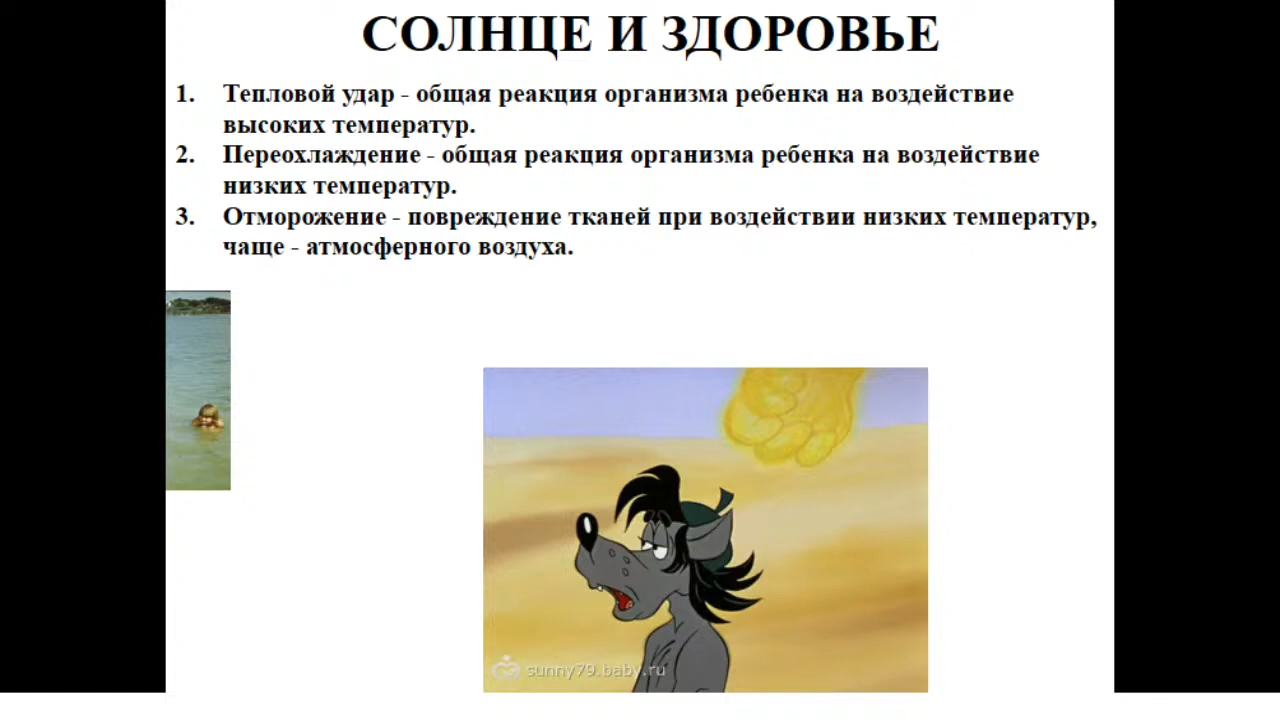 СОЛНЦЕ И ЗДОРОВЬЕ
1. Тепловой удар - общая реакция организма ребенка на воздействие
высоких температур.
2. Переохлаждение - общая реакция организма ребенка на воздействие
низких температур.
3. Отморожение - повреждение тканей при воздействии низких температур,
чаще - атмосферного воздуха.
sunny79.baby.ru